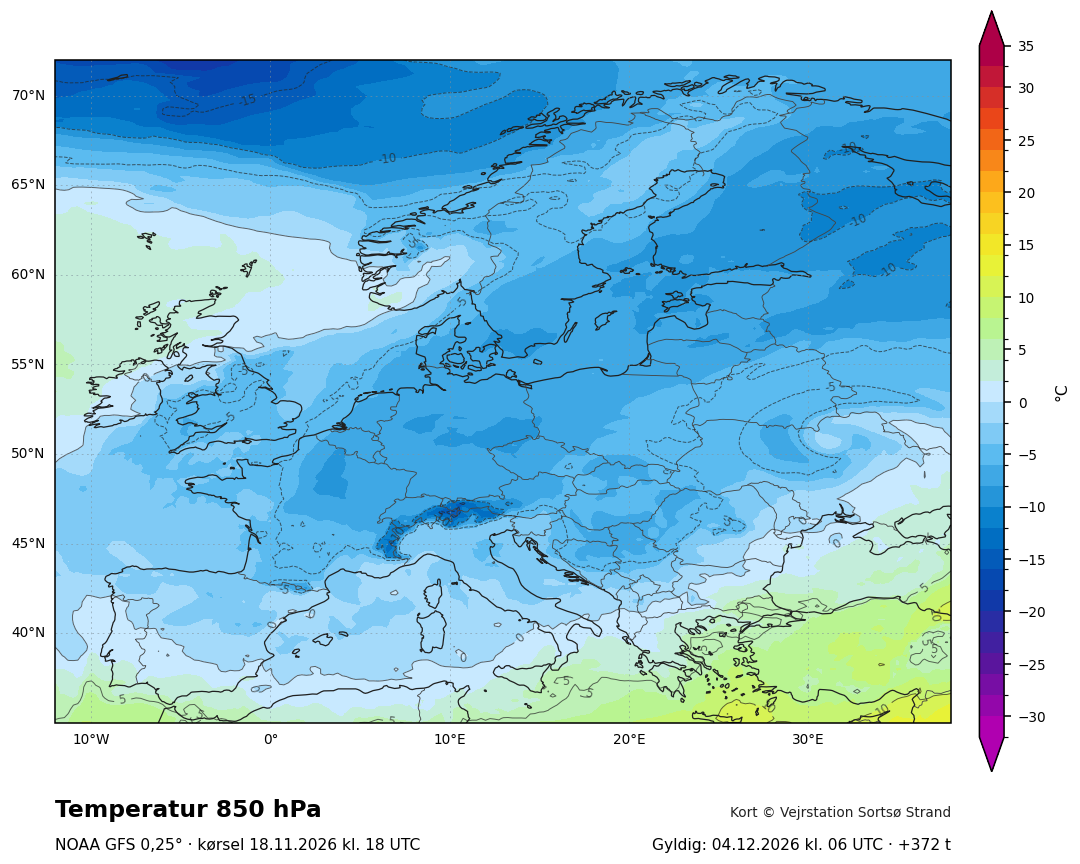 70°N
65°N
60°N
55°N
50°N
45°N
40°N
10°W
0°
10°E
20°E
30°E
35
30
25
20
15
10
5
0
−5
−10
−15
−20
−25
−30
°C
Temperatur 850 hPa
Kort © Vejrstation Sortsø Strand
NOAA GFS 0,25° · kørsel 18.11.2026 kl. 18 UTC
Gyldig: 04.12.2026 kl. 06 UTC · +372 t